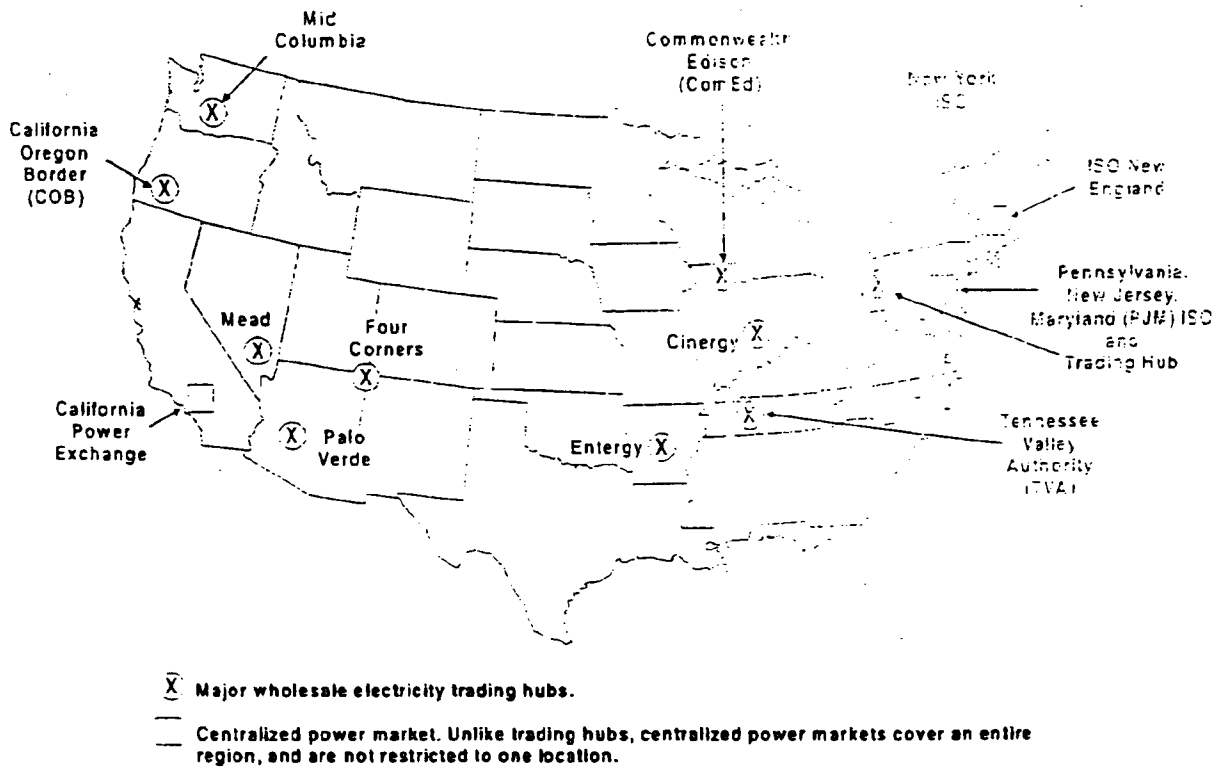 Mid
Columbia
Commonwealth
Edison
(ComEd)
New York
ISO
California
Oregon
Border
(COB)
ISO New
England
Pennsylvania,
New Jersey,
Maryland (PJM) ISO
and
Trading Hub
Mead
Four
Corners
Cinergy
California
Power
Exchange
Palo
Verde
Entergy
Tennessee
Valley
Authority
(TVA)
X Major wholesale electricity trading hubs.
Centralized power market. Unlike trading hubs, centralized power markets cover an entire
region, and are not restricted to one location.